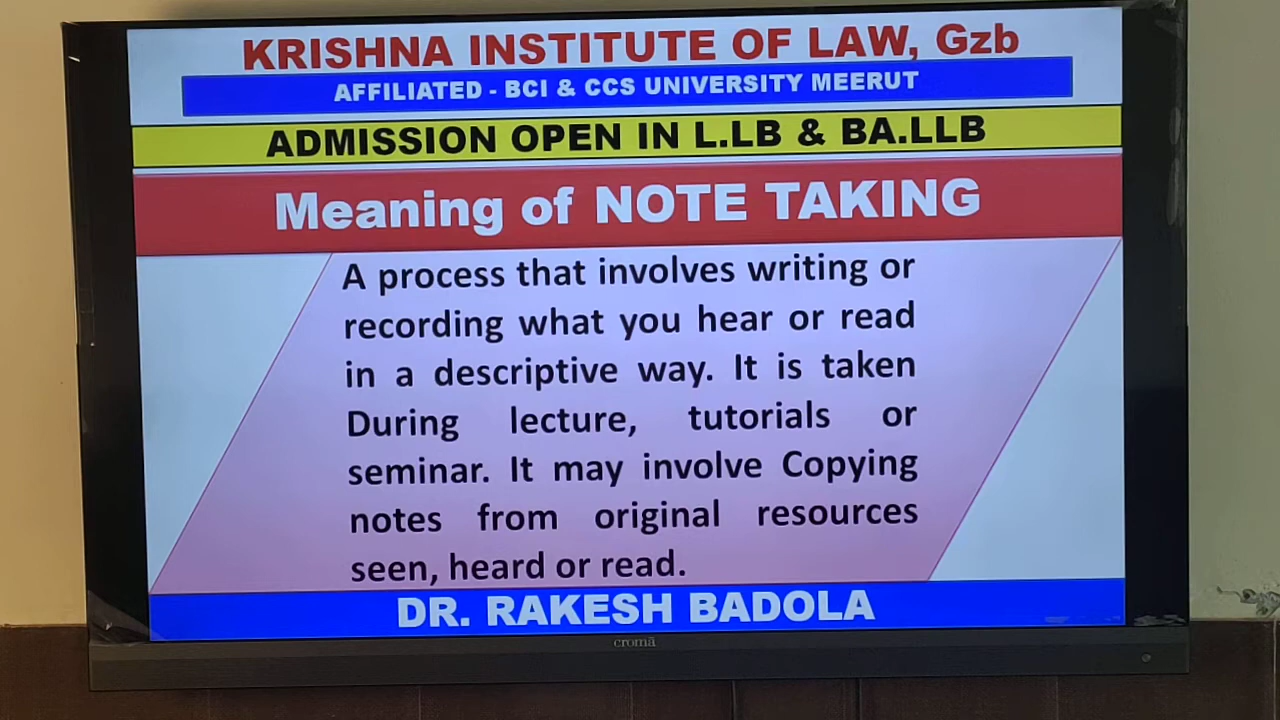 KRISHNA INSTITUTE OF LAW, Gzb
AFFILIATED - BCI & CCS UNIVERSITY MEERUT
ADMISSION OPEN IN L.LB & BA.LLB
Meaning of NOTE TAKING
A process that involves writing or
recording what you hear or read
in a descriptive way. It is taken
During lecture, tutorials or
seminar. It may involve Copying
notes from original resources
seen, heard or read.
DR. RAKESH BADOLA
cromā